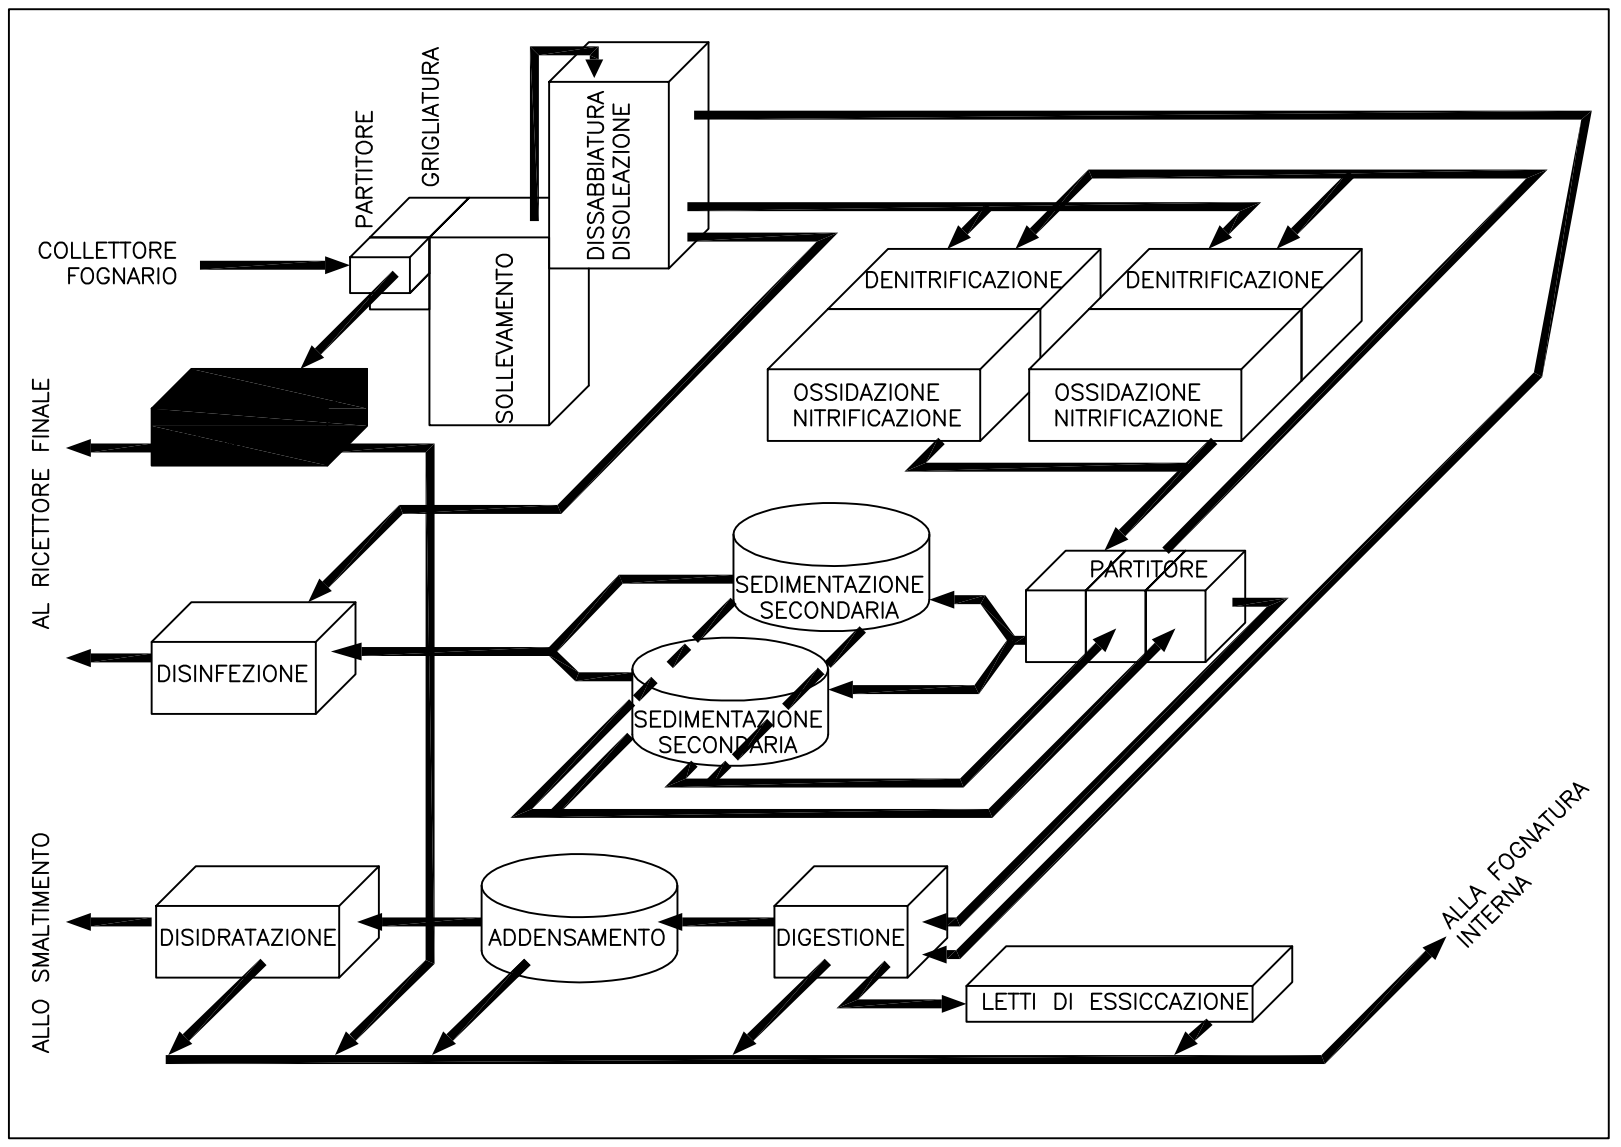 GRIGLIATURA
PARTITORE
COLLETTORE
FOGNARIO
DISSABBIATURA
DISOLEAZIONE
SOLLEVAMENTO
DENITRIFICAZIONE
DENITRIFICAZIONE
OSSIDAZIONE
NITRIFICAZIONE
OSSIDAZIONE
NITRIFICAZIONE
AL RICETTORE FINALE
SEDIMENTAZIONE
SECONDARIA
PARTITORE
DISINFEZIONE
SEDIMENTAZIONE
SECONDARIA
ALLO SMALTIMENTO
DISIDRATAZIONE
ADDENSAMENTO
DIGESTIONE
LETTI DI ESSICCAZIONE
ALLA FOGNATURA
INTERNA